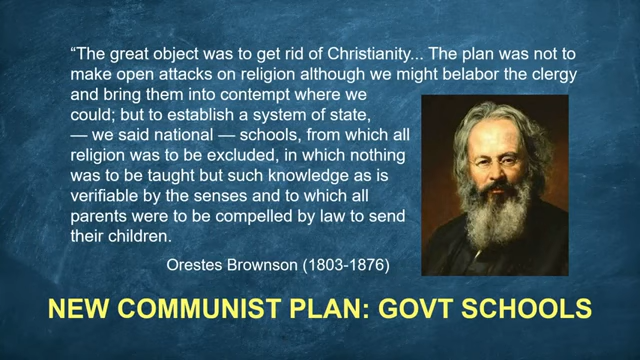 “The great object was to get rid of Christianity... The plan was not to
make open attacks on religion although we might belabor the clergy
and bring them into contempt where we
could; but to establish a system of state,
— we said national — schools, from which all
religion was to be excluded, in which nothing
was to be taught but such knowledge as is
verifiable by the senses and to which all
parents were to be compelled by law to send
their children.
Orestes Brownson (1803-1876)
NEW COMMUNIST PLAN: GOVT SCHOOLS